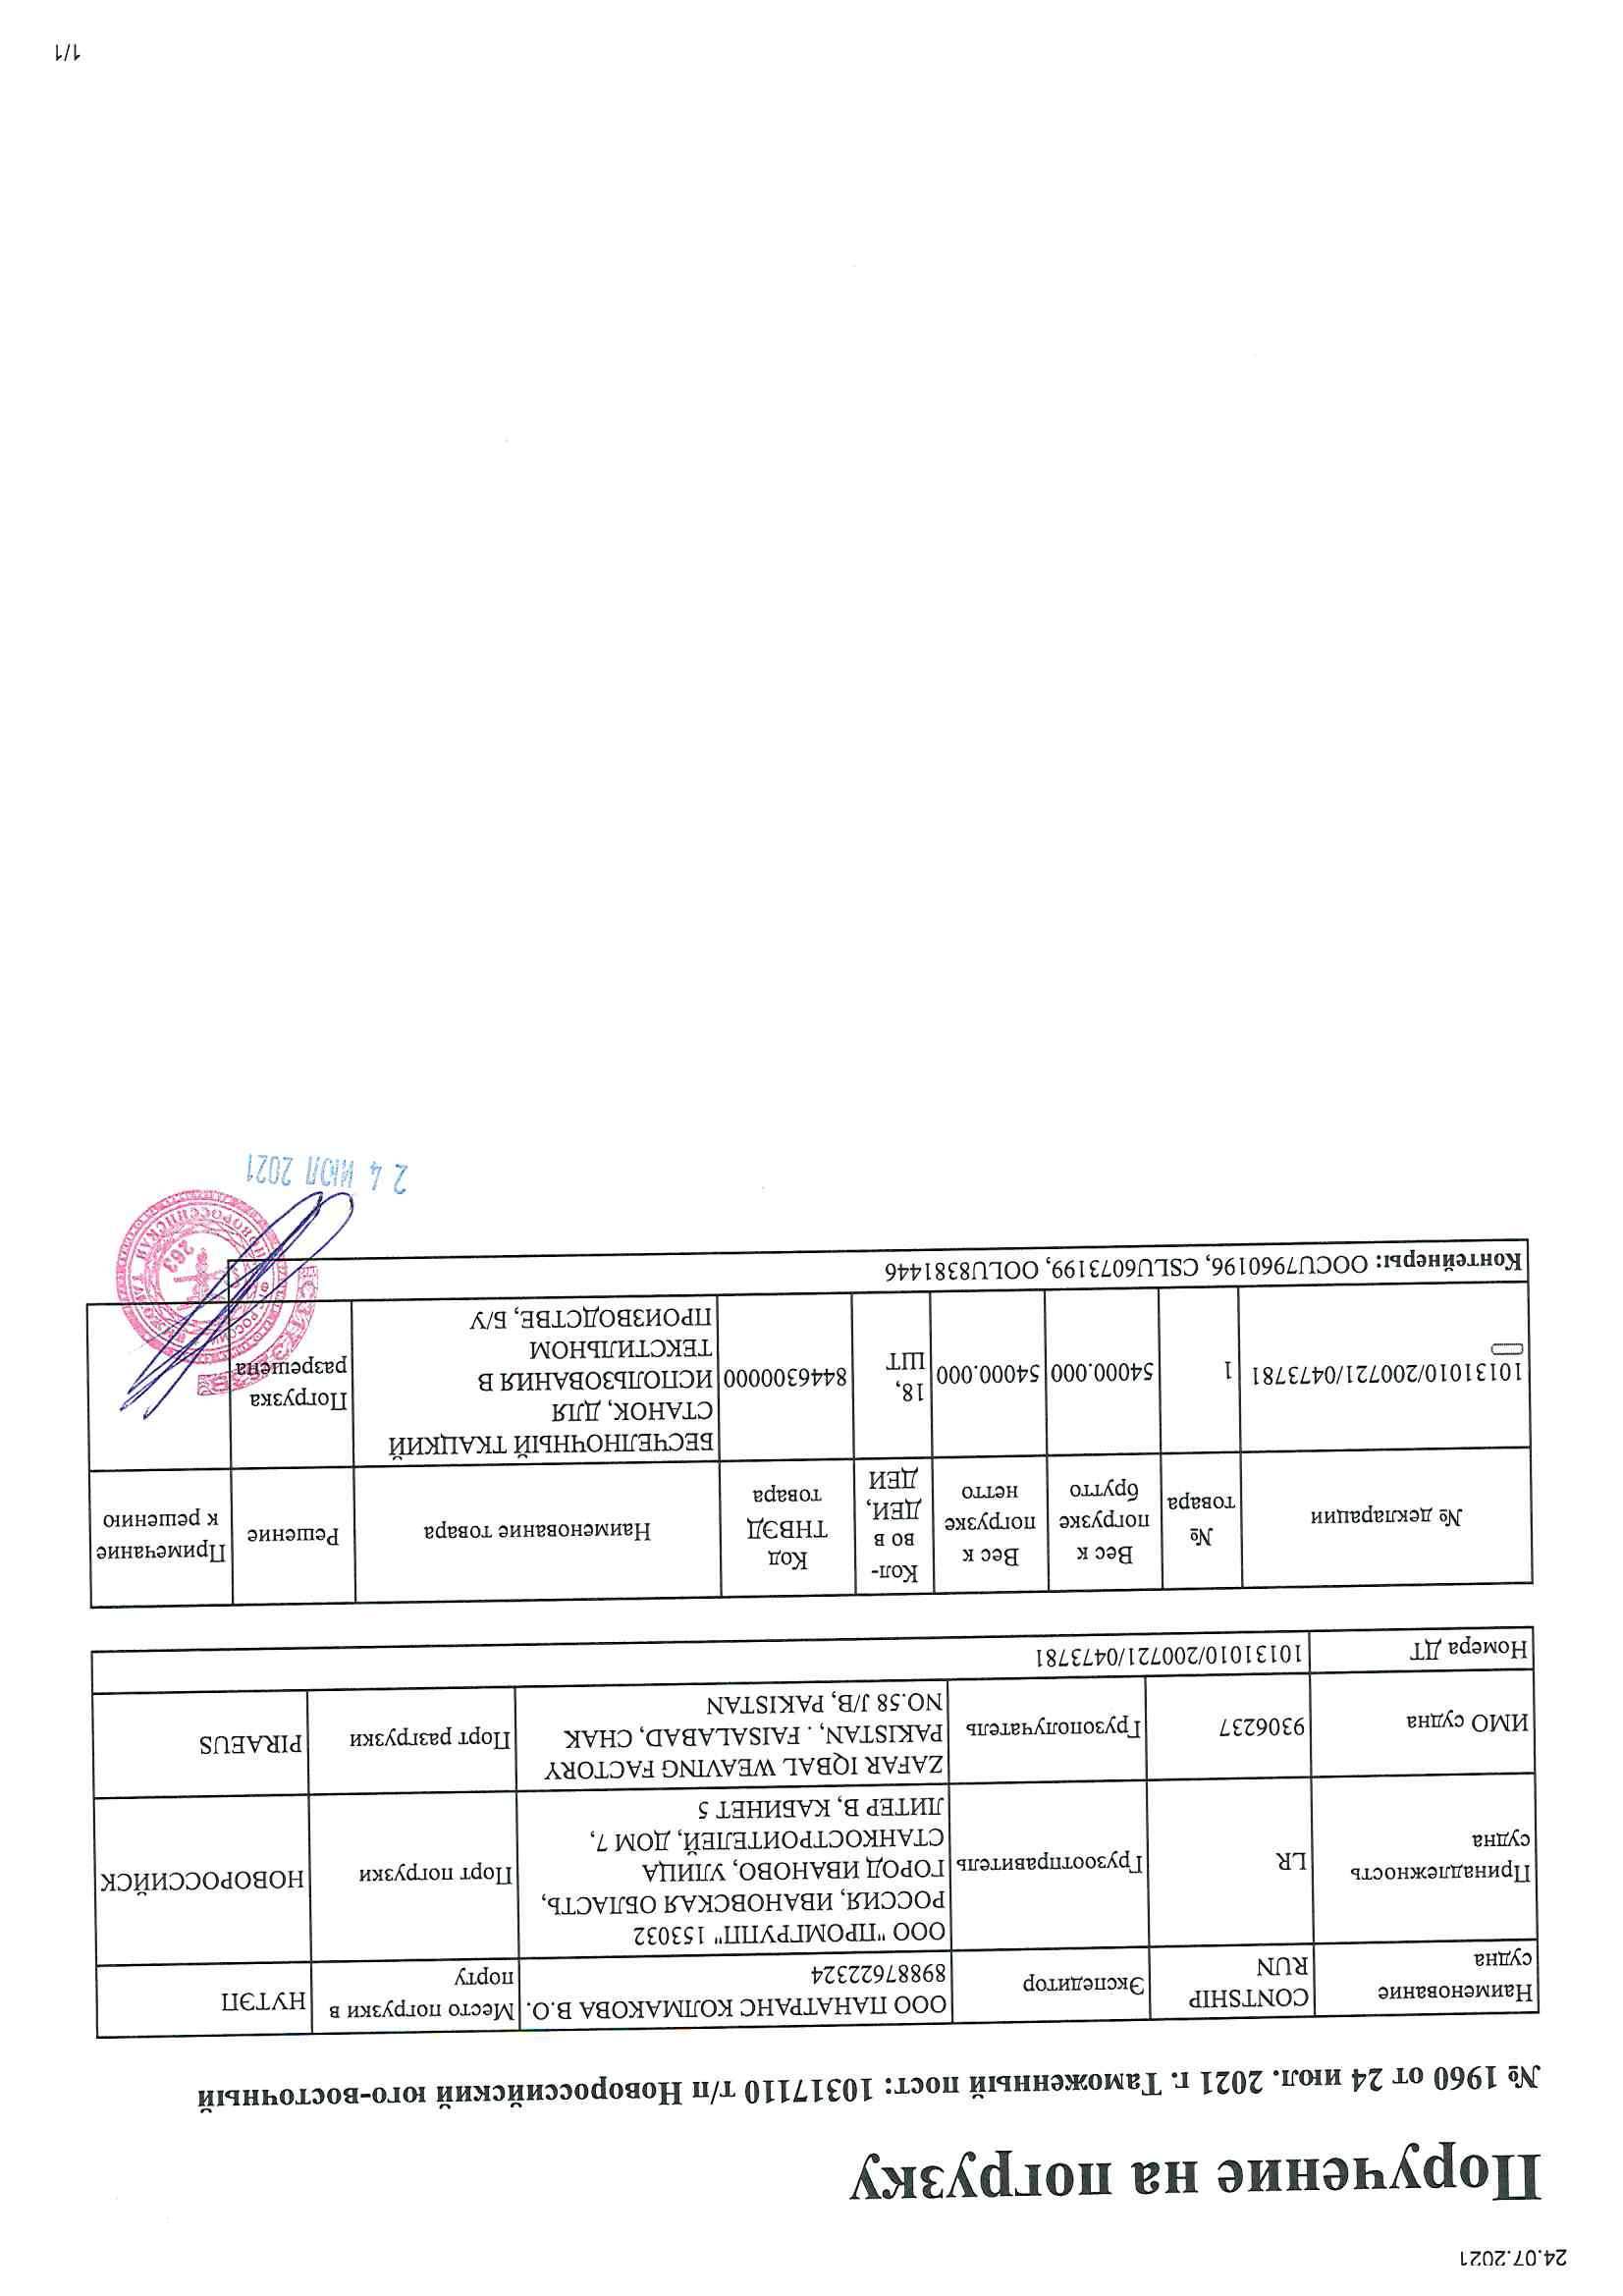 24.07.2021
Поручение на погрузку
№ 1960 от 24 июл. 2021 г. Таможенный пост: 10317110 т/п Новороссийский юго-восточный
Наименование судна
CONTSHIP RUN
Экспедитор
ООО ПАНАТРАНС КОЛМАКОВА В.О. 89887622324
Место погрузки в порту
НУТЭП
Принадлежность судна
LR
Грузоотправитель
ООО "ПРОМГРУПП" 153032
РОССИЯ, ИВАНОВСКАЯ ОБЛАСТЬ,
ГОРОД ИВАНОВО, УЛИЦА
СТАНКОСТРОИТЕЛЕЙ, ДОМ 7,
ЛИТЕР В, КАБИНЕТ 5
Порт погрузки
НОВОРОССИЙСК
ИМО судна
9306237
Грузополучатель
ZAFAR IQBAL WEAVING FACTORY
PAKISTAN, . FAISALABAD, CHAK
NO.58 J/B, PAKISTAN
Порт разгрузки
PIRAEUS
Номера ДТ
10131010/200721/0473781
№ декларации
№ товара
Вес к погрузке брутто
Вес к погрузке нетто
Кол-во в ДЕИ, ДЕИ
Код ТНВЭД товара
Наименование товара
Решение
Примечание к решению
10131010/200721/0473781
1
54000.000
54000.000
18, ШТ
8446300000
БЕСЧЕЛНОЧНЫЙ ТКАЦКИЙ
СТАНОК, ДЛЯ
ИСПОЛЬЗОВАНИЯ В
ТЕКСТИЛЬНОМ
ПРОИЗВОДСТВЕ, Б/У
Погрузка разрешена
Контейнеры: OOCU7960196, CSLU6073199, OOLU8381446
363
24 ИЮЛ 2021
1/1